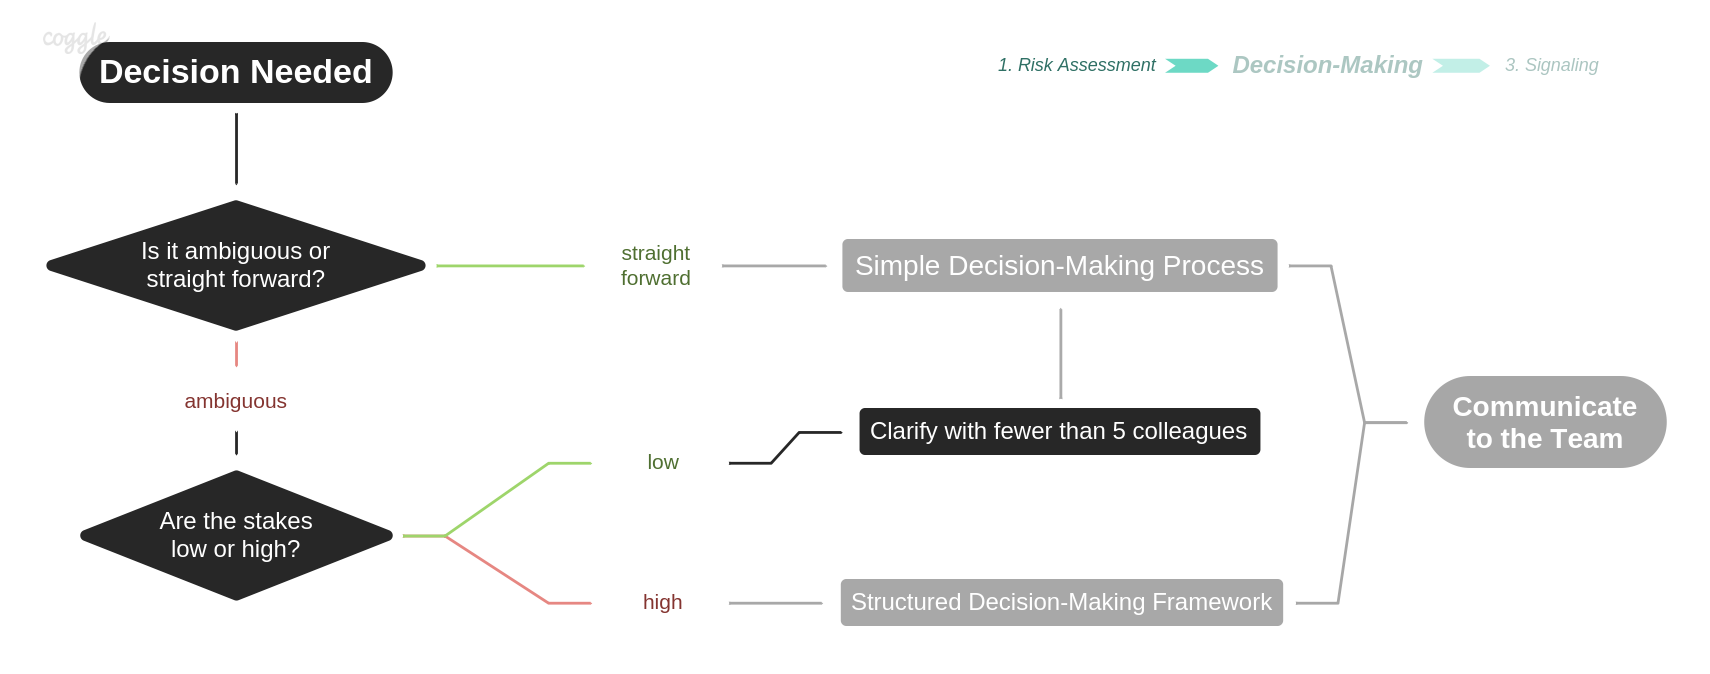 coggle
Decision Needed
1. Risk Assessment
Decision-Making
3. Signaling
Is it ambiguous or
straight forward?
straight
forward
Simple Decision-Making Process
ambiguous
Communicate
to the Team
Clarify with fewer than 5 colleagues
low
Are the stakes
low or high?
high
Structured Decision-Making Framework